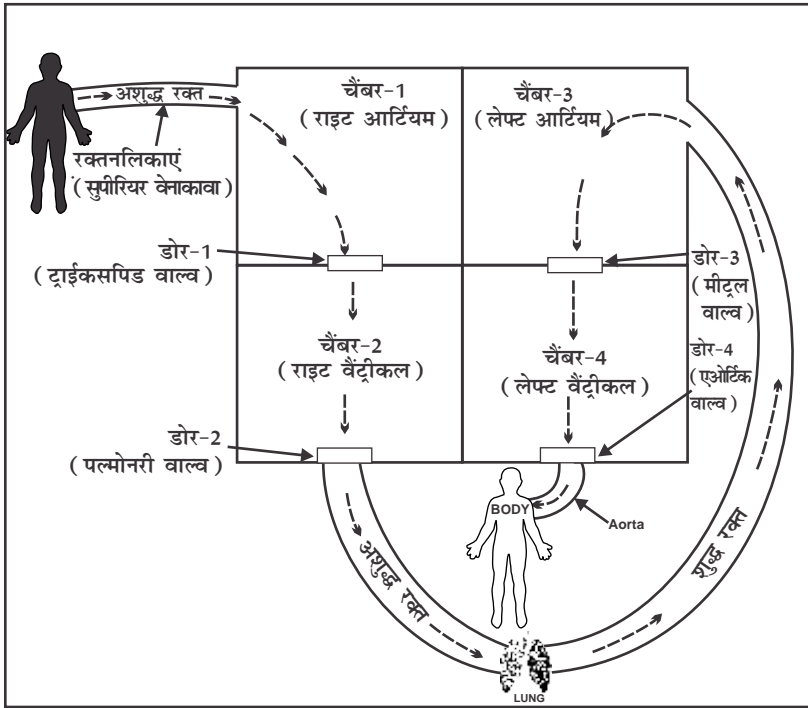 अशुद्ध रक्त
रक्तनलिकाएं
( सुपीरियर वेनाकावा )
चैंबर-1
( राइट आर्टियम )
चैंबर-3
( लेफ्ट आर्टियम )
डोर-1
( ट्राईकसपिड वाल्व )
डोर-3
( मीट्रल
वाल्व )
चैंबर-2
( राइट वैंट्रीकल )
चैंबर-4
( लेफ्ट वैंट्रीकल )
डोर-4
(एओर्टिक
वाल्व )
डोर-2
( पल्मोनरी वाल्व )
BODY
Aorta
अशुद्ध रक्त
शुद्ध रक्त
LUNG